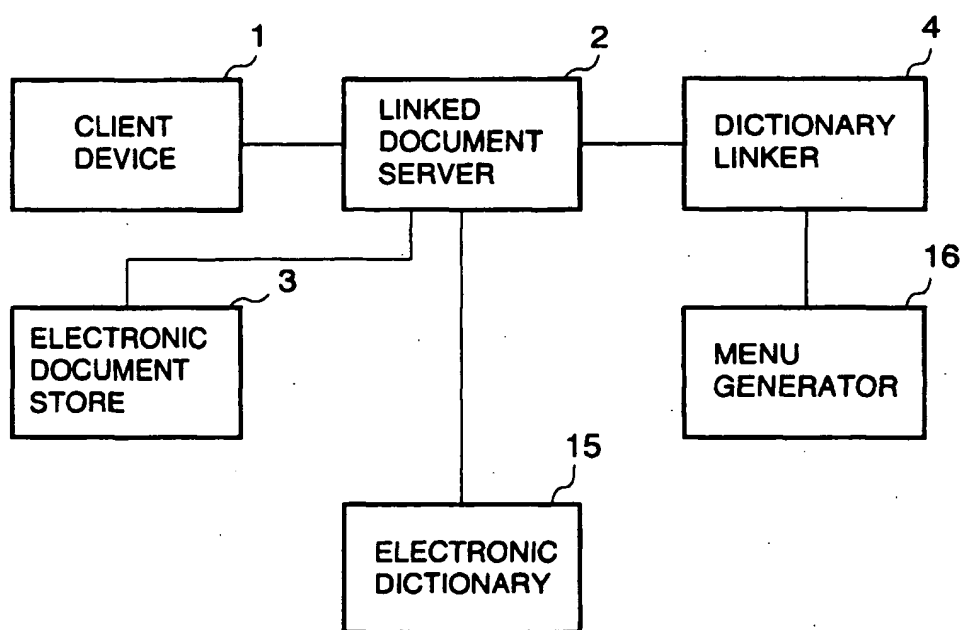 1
CLIENT
DEVICE
2
LINKED
DOCUMENT
SERVER
4
DICTIONARY
LINKER
3
ELECTRONIC
DOCUMENT
STORE
16
MENU
GENERATOR
15
ELECTRONIC
DICTIONARY